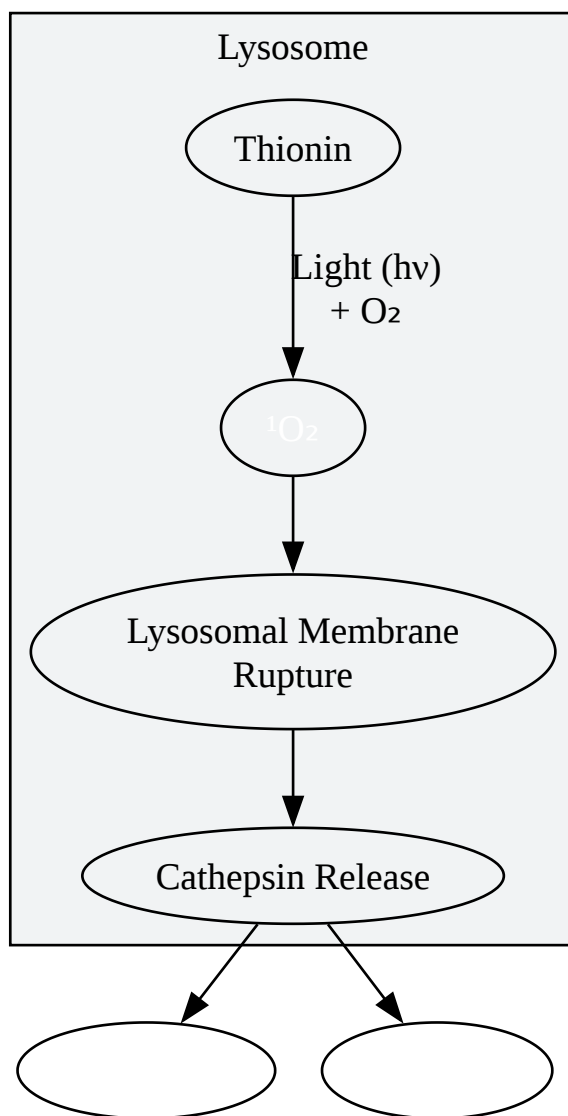 Lysosome
Thionin
Light (hν)
+ O₂
¹O₂
Lysosomal Membrane
Rupture
Cathepsin Release